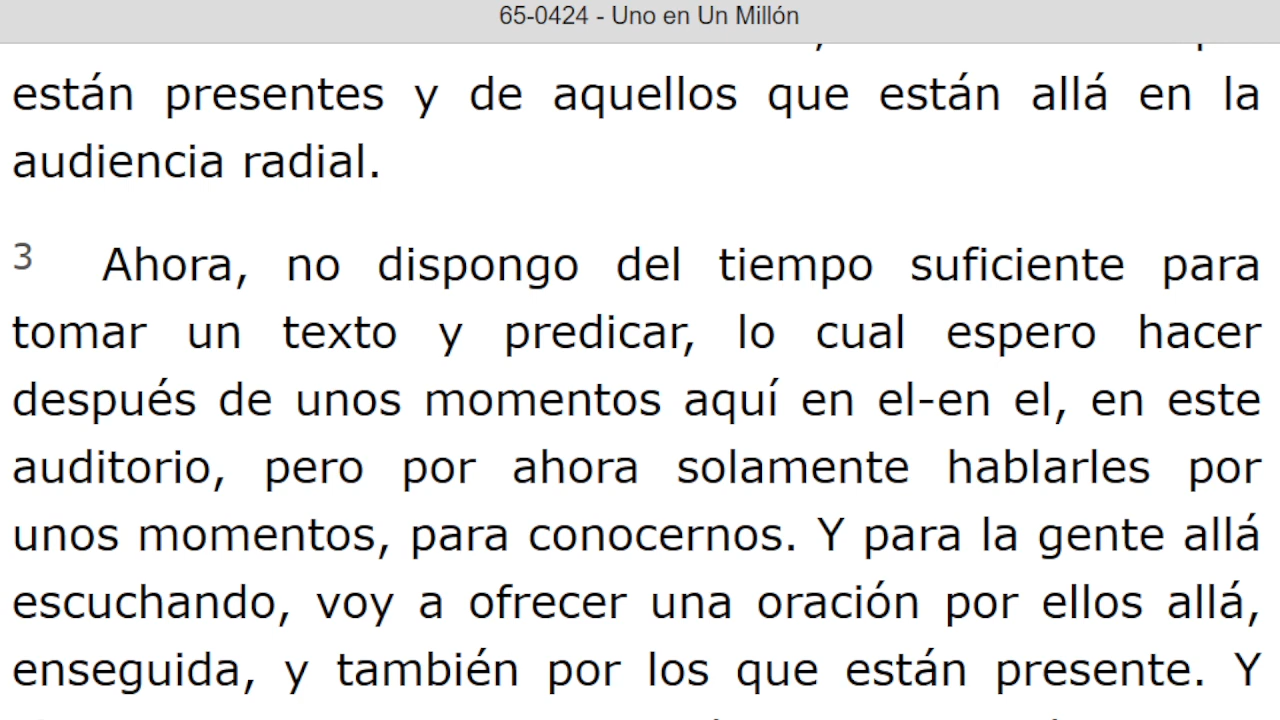 65-0424 - Uno en Un Millón
están presentes y de aquellos que están allá en la
audiencia radial.
3 Ahora, no dispongo del tiempo suficiente para
tomar un texto y predicar, lo cual espero hacer
después de unos momentos aquí en el-en el, en este
auditorio, pero por ahora solamente hablarles por
unos momentos, para conocernos. Y para la gente allá
escuchando, voy a ofrecer una oración por ellos allá,
enseguida, y también por los que están presente. Y